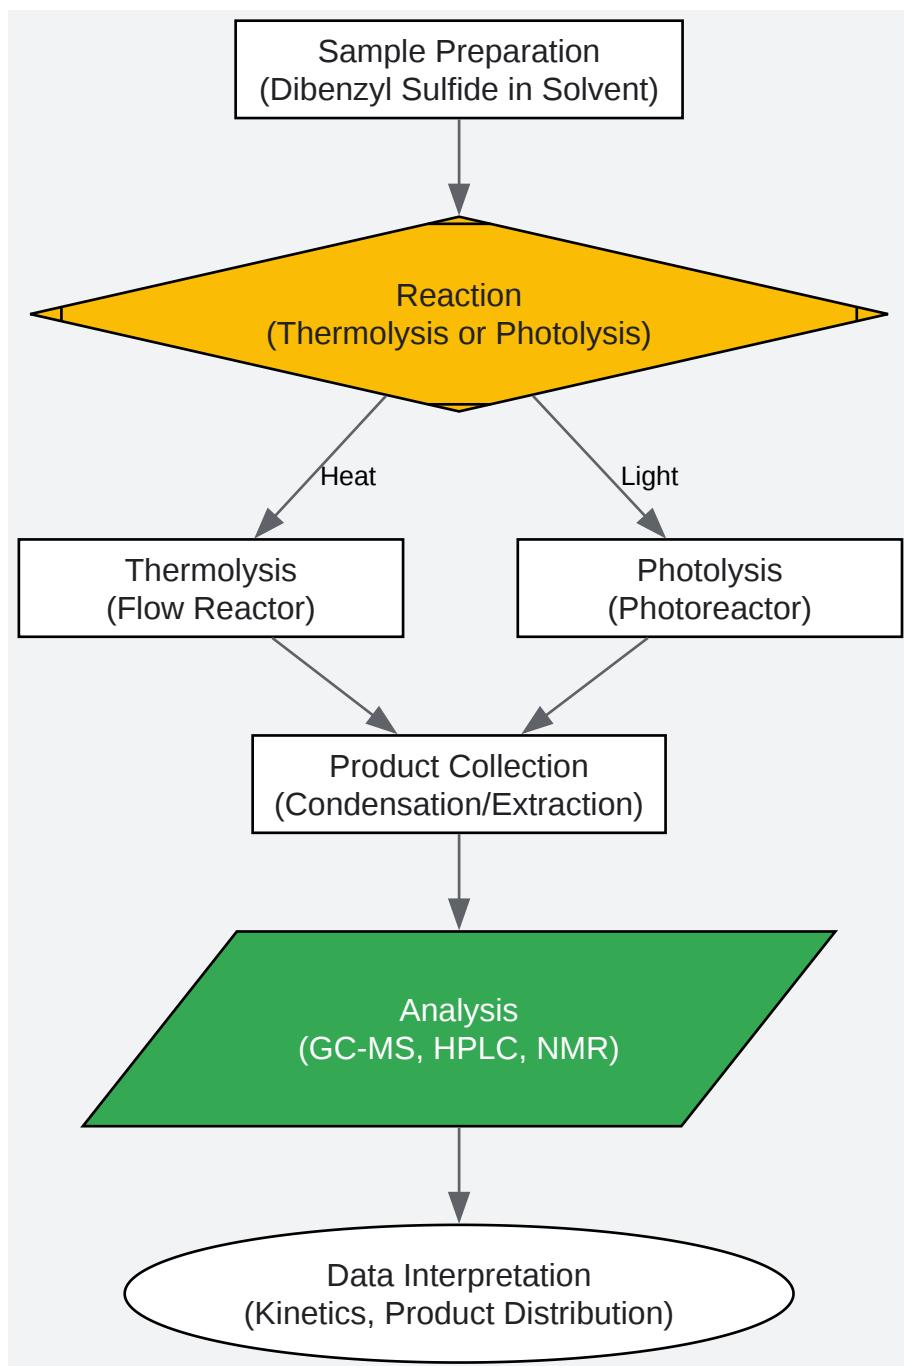 Sample Preparation
(Dibenzyl Sulfide in Solvent)
Reaction
(Thermolysis or Photolysis)
Heat
Light
Thermolysis
(Flow Reactor)
Photolysis
(Photoreactor)
Product Collection
(Condensation/Extraction)
Analysis
(GC-MS, HPLC, NMR)
Data Interpretation
(Kinetics, Product Distribution)